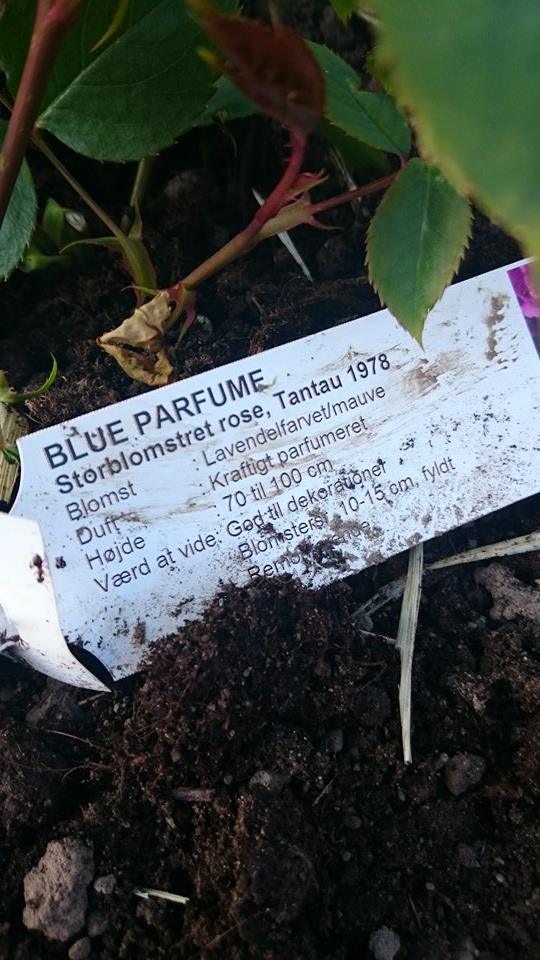 BLUE PARFUME
Storblomstret rose, Tantau 1978
Blomst : Lavendelfarvet/mauve
Duft : Kraftigt parfumeret
Højde : 70 til 100 cm
Værd at vide: God til dekorationer
Blomsterst. 10-15 cm, fyldt